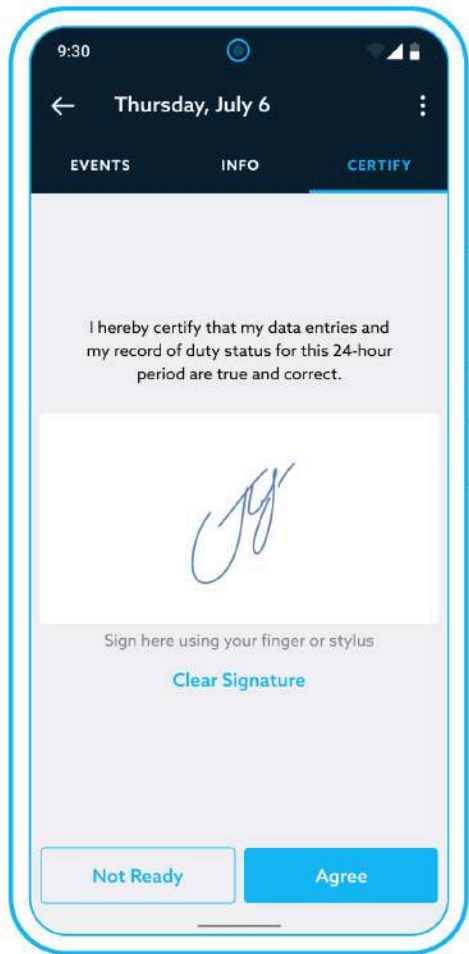 9:30
Thursday, July 6
EVENTS INFO CERTIFY
I hereby certify that my data entries and
my record of duty status for this 24-hour
period are true and correct.
Sign here using your finger or stylus
Clear Signature
Not Ready Agree